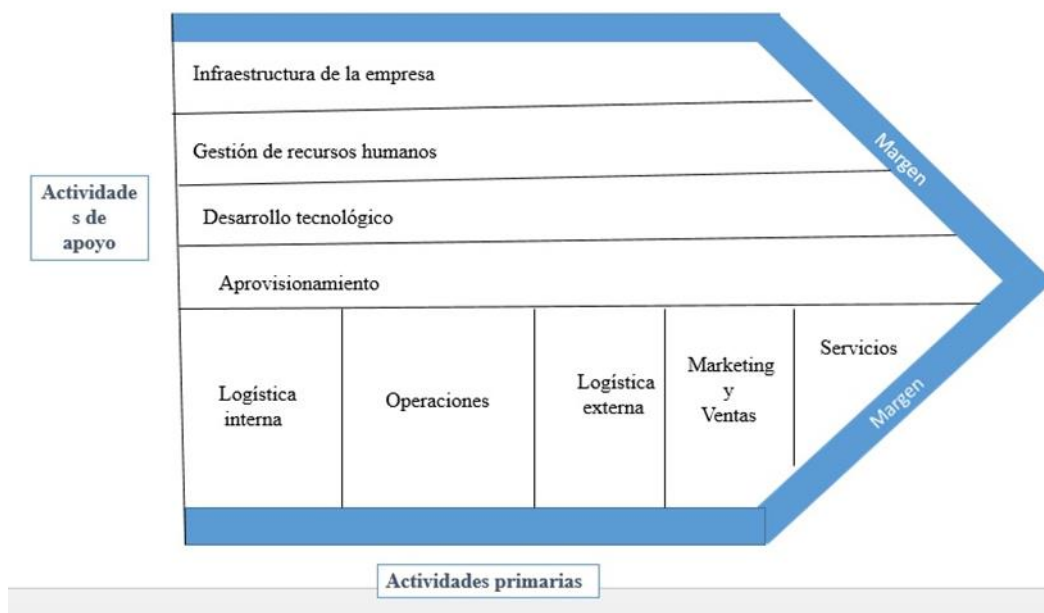 Infraestructura de la empresa
Gestión de recursos humanos
Desarrollo tecnológico
Aprovisionamiento
Actividade
s de
apoyo
Margen
Logística
interna
Operaciones
Logística
externa
Marketing
y
Ventas
Servicios
Margen
Actividades primarias